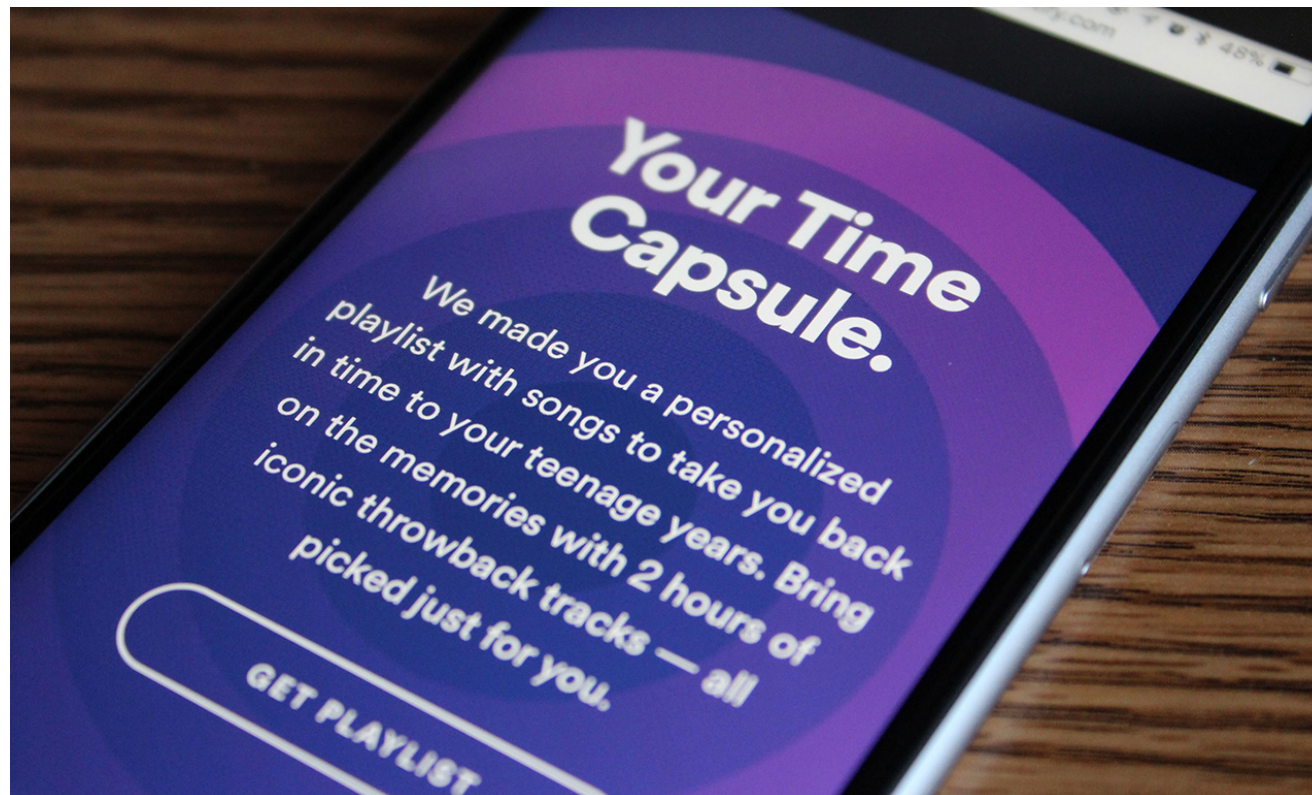 48%
Your Time
Capsule.
We made you a personalized
playlist with songs to take you back
in time to your teenage years. Bring
on the memories with 2 hours of
iconic throwback tracks — all
picked just for you.
GET PLAYLIST